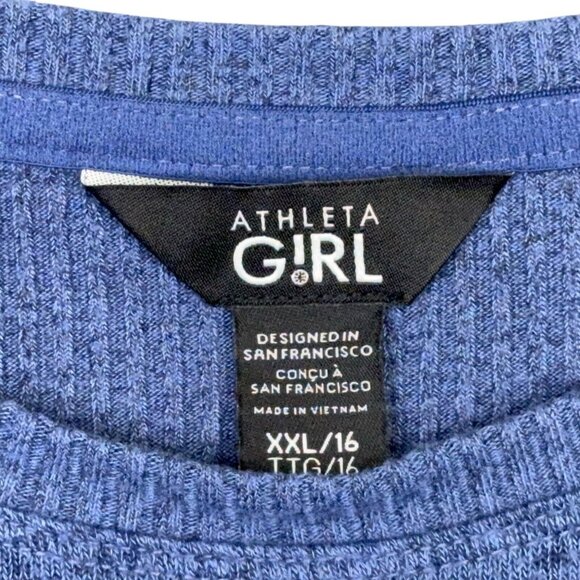 ATHLETA
G!RL
DESIGNED IN
SAN FRANCISCO
CONÇU À
SAN FRANCISCO
MADE IN VIETNAM
XXL/16
TTG/16